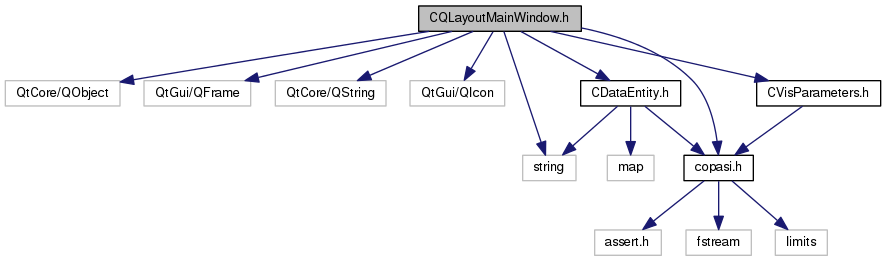 CQLayoutMainWindow.h
QtCore/QObject
QtGui/QFrame
QtCore/QString
QtGui/QIcon
CDataEntity.h
CVisParameters.h
string
map
copasi.h
assert.h
fstream
limits